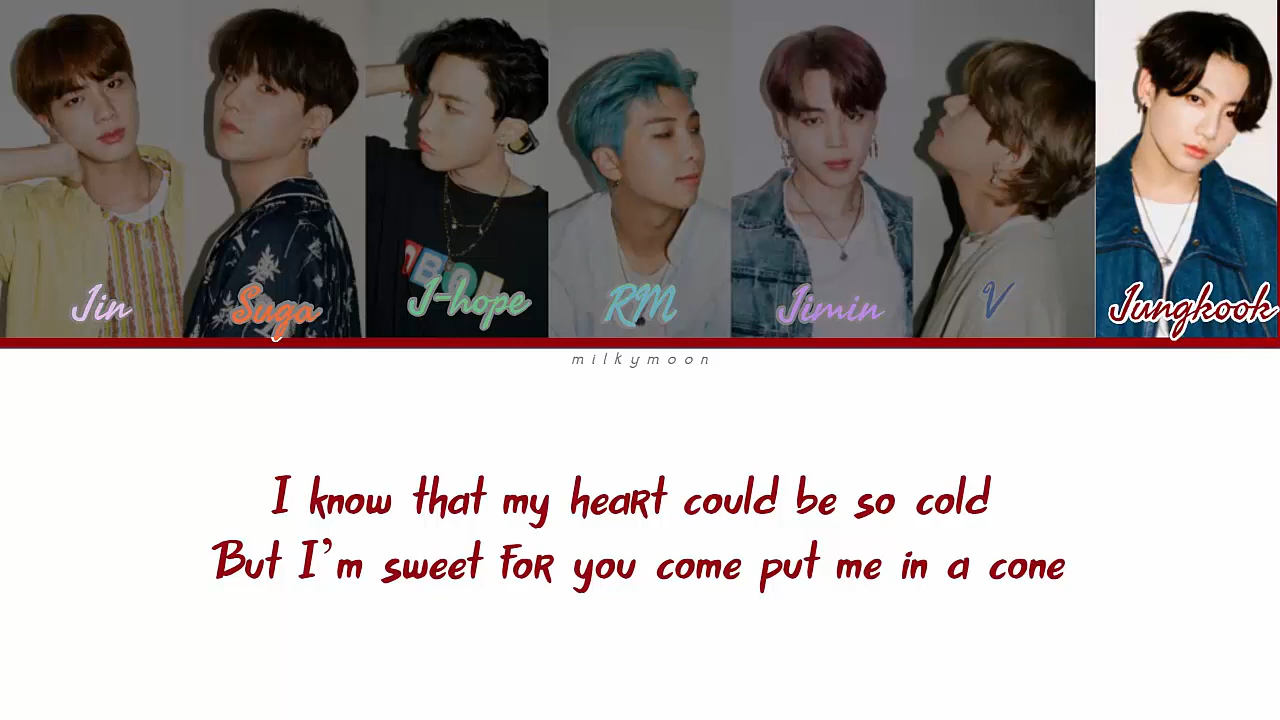 Jin
Suga
J-hope
RM
Jimin
V
Jungkook
milkymoon
I know that my heart could be so cold
But I'm sweet for you come put me in a cone